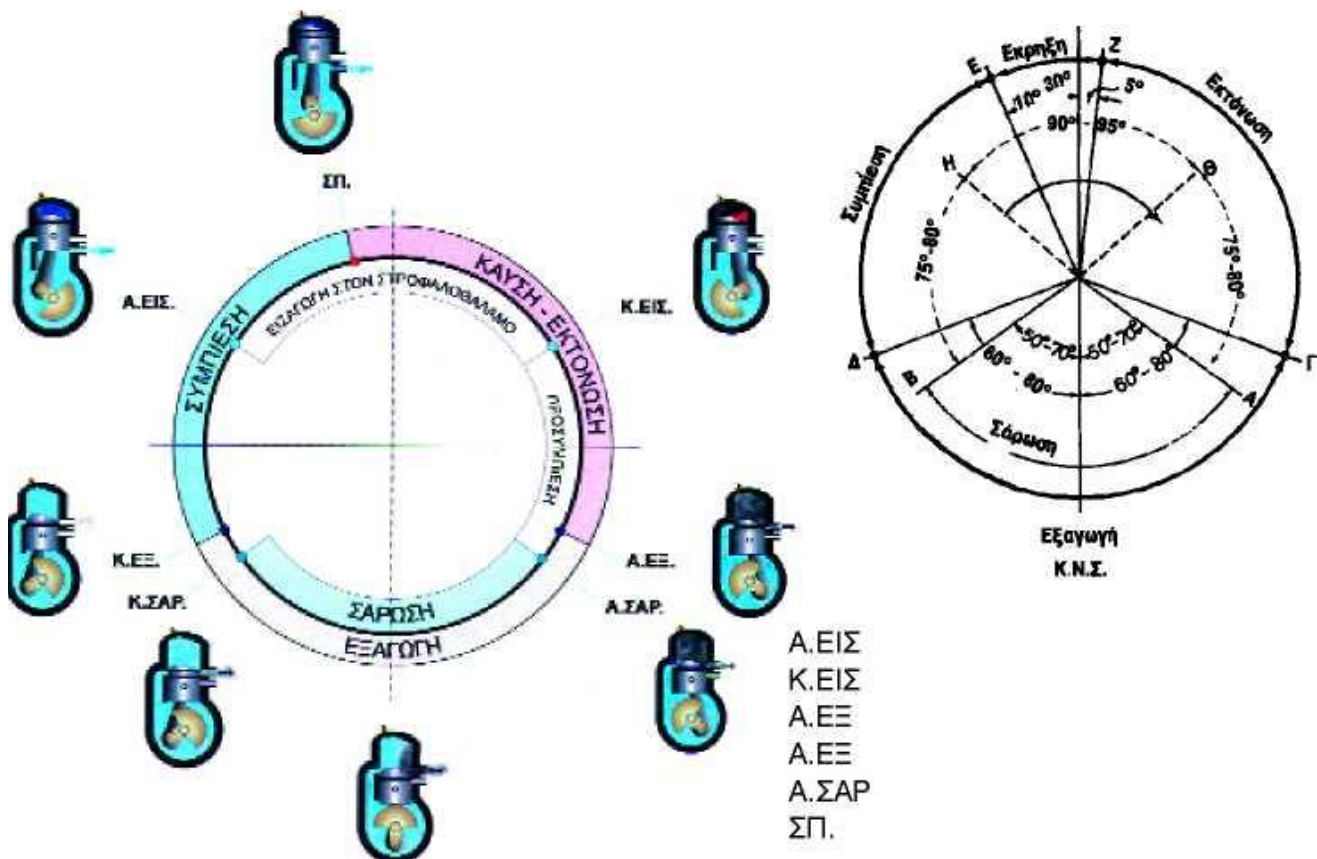 ΣΠ.
Α.ΕΙΣ.
Κ.ΕΙΣ.
ΣΥΜΠΙΕΣΗ
ΚΑΥΣΗ - ΕΚΤΟΝΩΣΗ
ΕΙΣΑΓΩΓΗ ΣΤΟΝ ΣΤΡΟΦΑΛΟΘΑΛΑΜΟ
ΠΡΟΣΥΜΠΙΕΣΗ
Κ.ΕΞ.
Α.ΕΞ.
Κ.ΣΑΡ.
Α.ΣΑΡ.
ΣΑΡΩΣΗ
ΕΞΑΓΩΓΗ
Ε
Εκρηξη
Ζ
Συμπίεση
Εκτόνωση
10° 30°
5°
90° - 95°
Η
Θ
75°-80°
75°-80°
Δ
Γ
50°-70°
50°-70°
60° - 80°
60° - 80°
Β
Α
Σάρωση
Εξαγωγή
Κ.Ν.Σ.
Α.ΕΙΣ
Κ.ΕΙΣ
Α.ΕΞ
Α.ΕΞ
Α.ΣΑΡ
ΣΠ.